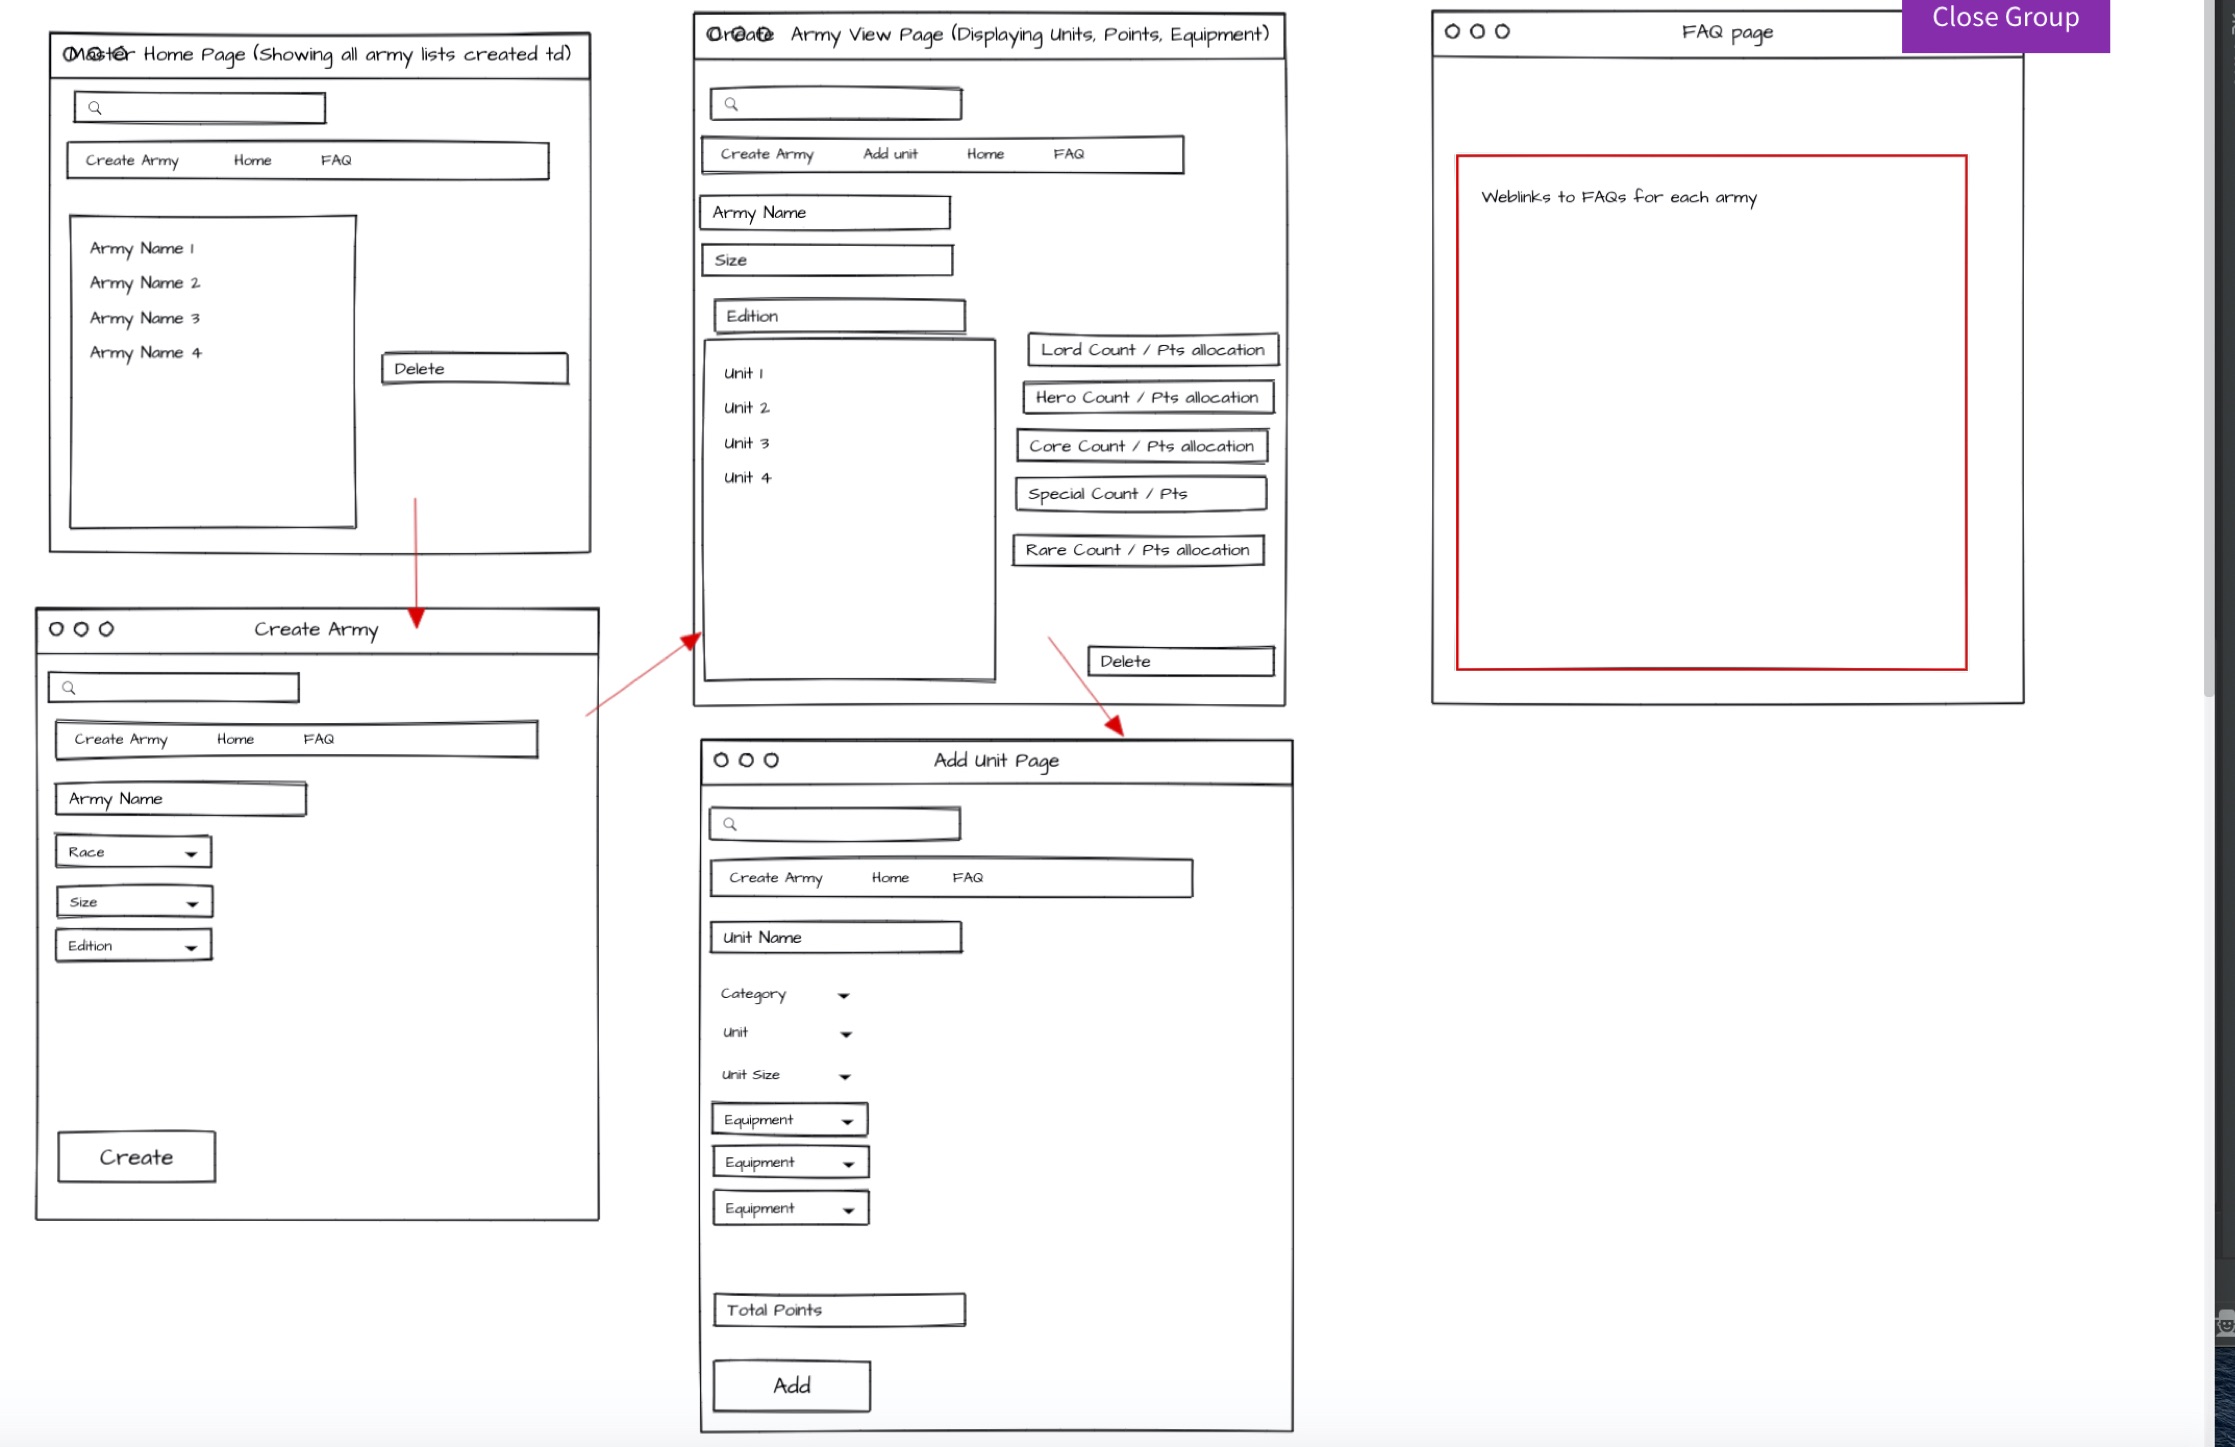 Master Home Page (Showing all army lists created td)
Create Army Home FAQ
Army Name 1
Army Name 2
Army Name 3
Army Name 4
Delete
Create Army
Create Army Home FAQ
Army Name
Race
Size
Edition
Create
Create Army View Page (Displaying Units, Points, Equipment)
Create Army Add unit Home FAQ
Army Name
Size
Edition
Unit 1
Unit 2
Unit 3
Unit 4
Lord Count / Pts allocation
Hero Count / Pts allocation
Core Count / Pts allocation
Special Count / Pts
Rare Count / Pts allocation
Delete
Add Unit Page
Create Army Home FAQ
Unit Name
Category
Unit
Unit Size
Equipment
Equipment
Equipment
Total Points
Add
FAQ page
Close Group
Weblinks to FAQs for each army